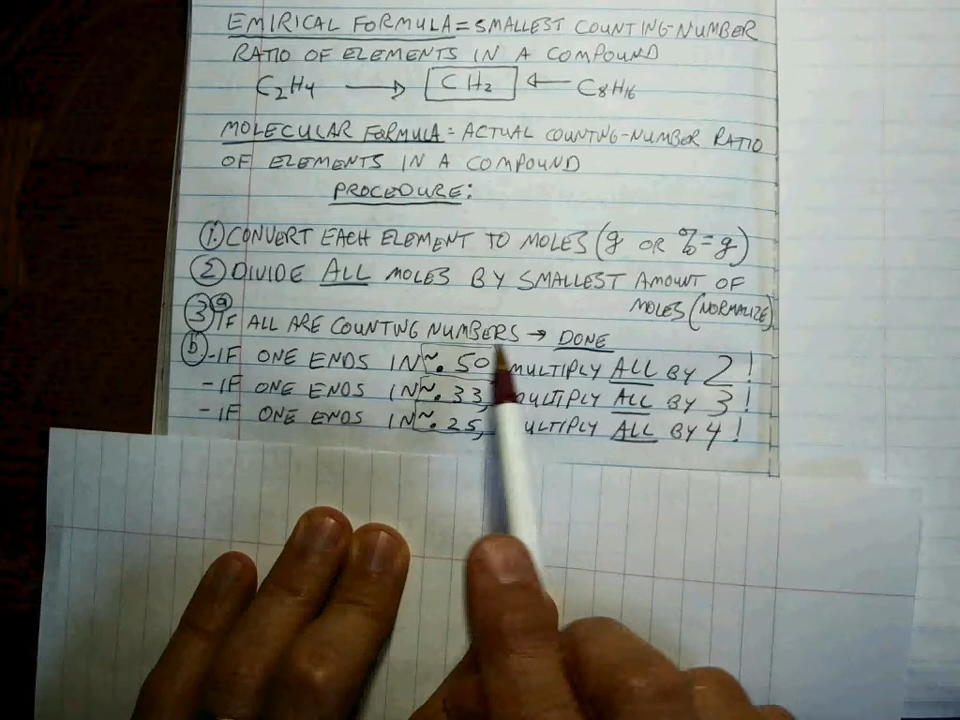 EMIRICAL FORMULA = SMALLEST COUNTING-NUMBER
RATIO OF ELEMENTS IN A COMPOUND
C2H4 → CH2 ← C8H16
MOLECULAR FORMULA = ACTUAL COUNTING-NUMBER RATIO
OF ELEMENTS IN A COMPOUND
PROCEDURE:
① CONVERT EACH ELEMENT TO MOLES (g OR % = g)
② DIVIDE ALL MOLES BY SMALLEST AMOUNT OF
MOLES (NORMALIZE)
③ ⓐ IF ALL ARE COUNTING NUMBERS → DONE
ⓑ - IF ONE ENDS IN ~.50 MULTIPLY ALL BY 2!
- IF ONE ENDS IN ~.33, MULTIPLY ALL BY 3!
- IF ONE ENDS IN ~.25, MULTIPLY ALL BY 4!